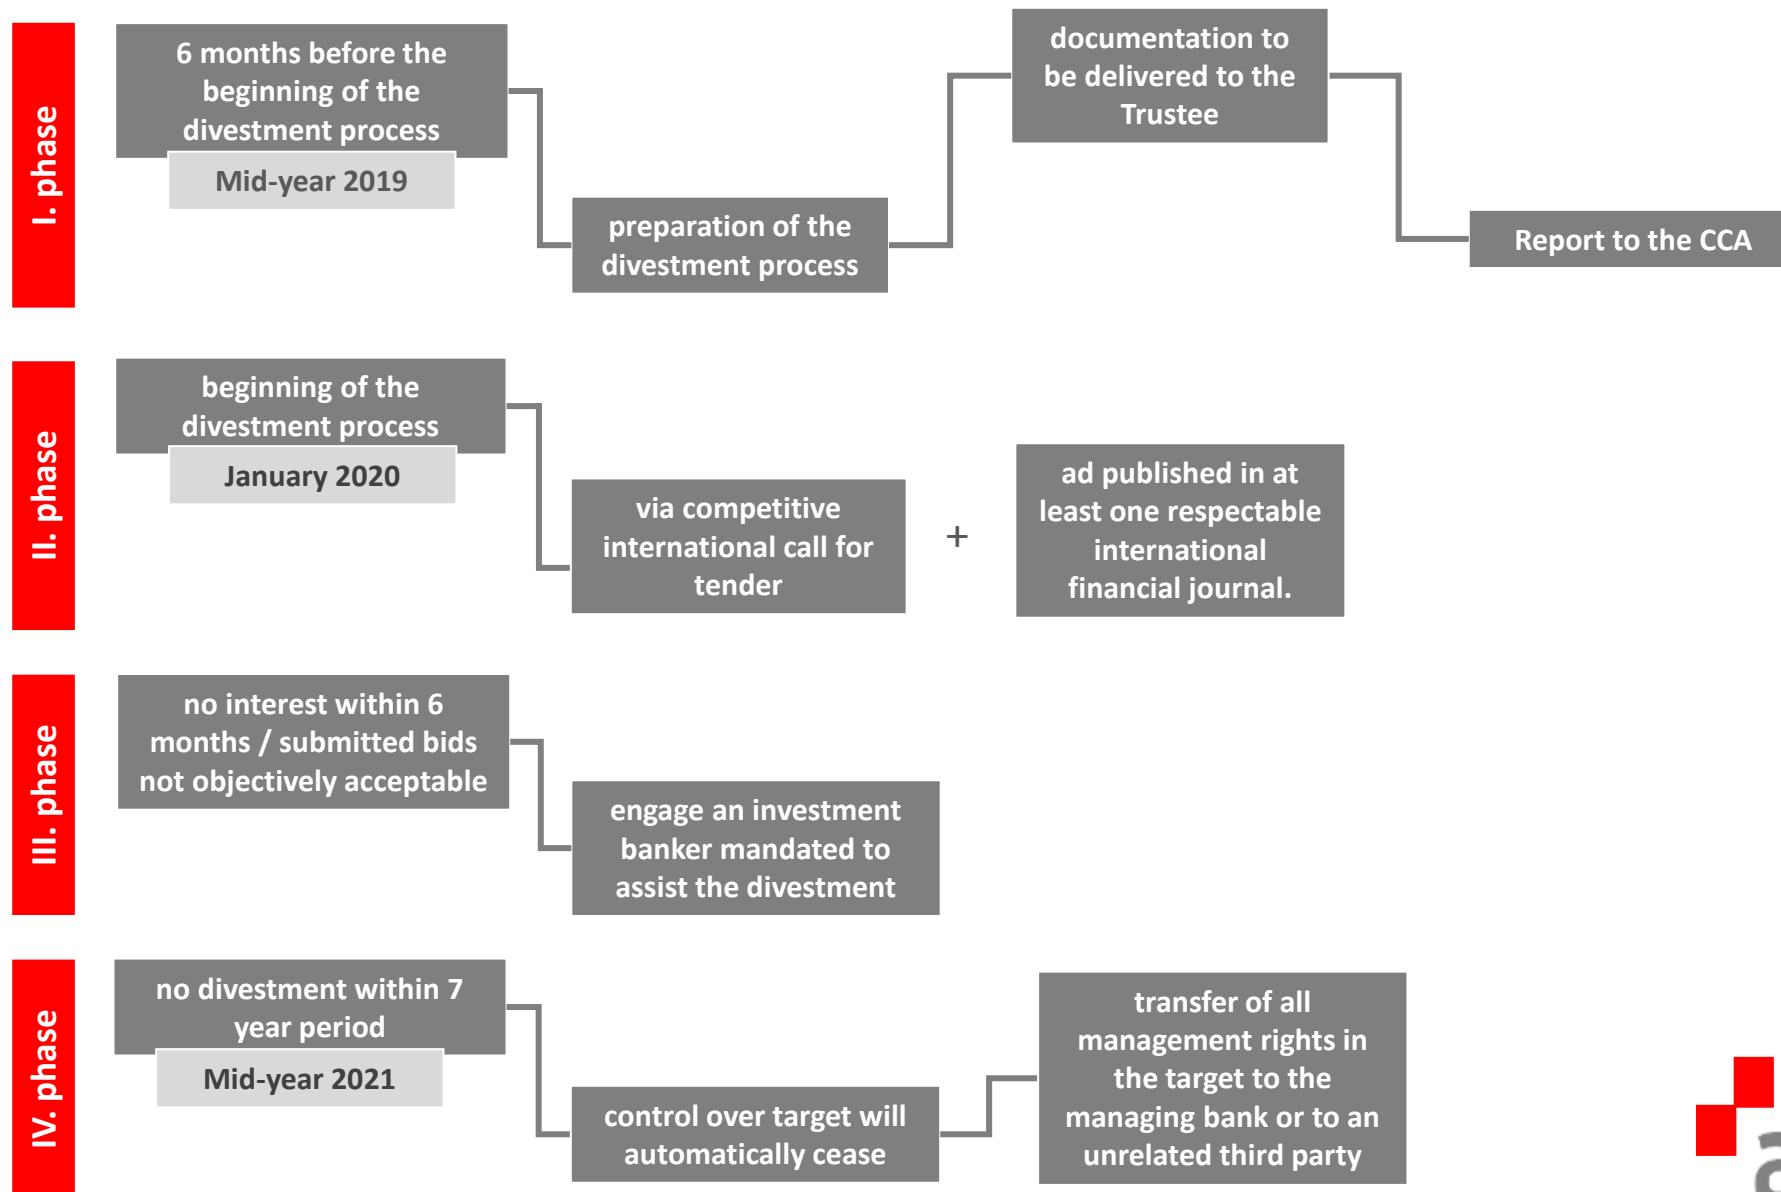 I. phase
6 months before the
beginning of the
divestment process
Mid-year 2019
preparation of the
divestment process
documentation to
be delivered to the
Trustee
Report to the CCA
II. phase
beginning of the
divestment process
January 2020
via competitive
international call for
tender
+
ad published in at
least one respectable
international
financial journal.
III. phase
no interest within 6
months / submitted bids
not objectively acceptable
engage an investment
banker mandated to
assist the divestment
IV. phase
no divestment within 7
year period
Mid-year 2021
control over target will
automatically cease
transfer of all
management rights in
the target to the
managing bank or to an
unrelated third party